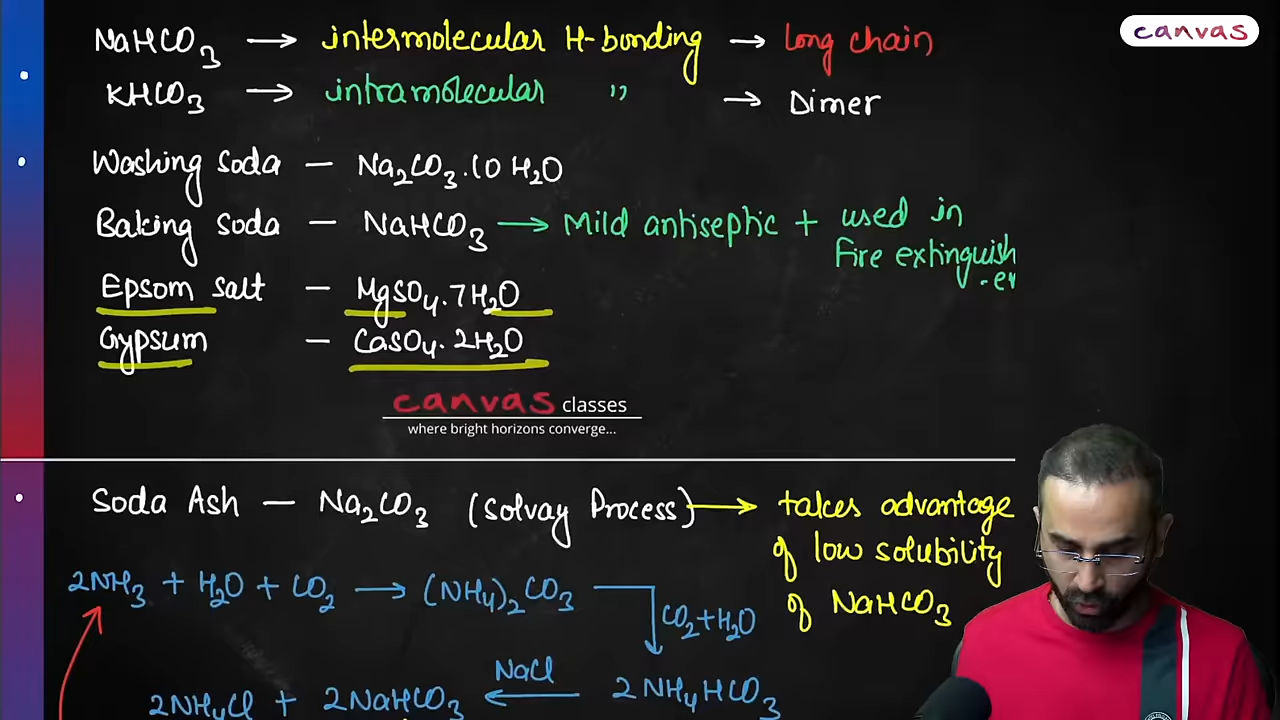 canvas
NaHCO3 → intermolecular H-bonding → Long chain
KHCO3 → intramolecular " → Dimer
Washing soda – Na2CO3.10 H2O
Baking soda – NaHCO3 → Mild antiseptic + used in
Fire extinguish
-er
Epsom salt – MgSO4.7H2O
Gypsum – CaSO4.2H2O
canvas classes
where bright horizons converge...
Soda Ash – Na2CO3 (Solvay Process) → takes advantage
of low solubility
of NaHCO3
2NH3 + H2O + CO2 → (NH4)2CO3
CO2+H2O
NaCl
2NH4Cl + 2NaHCO3 ← 2NH4HCO3